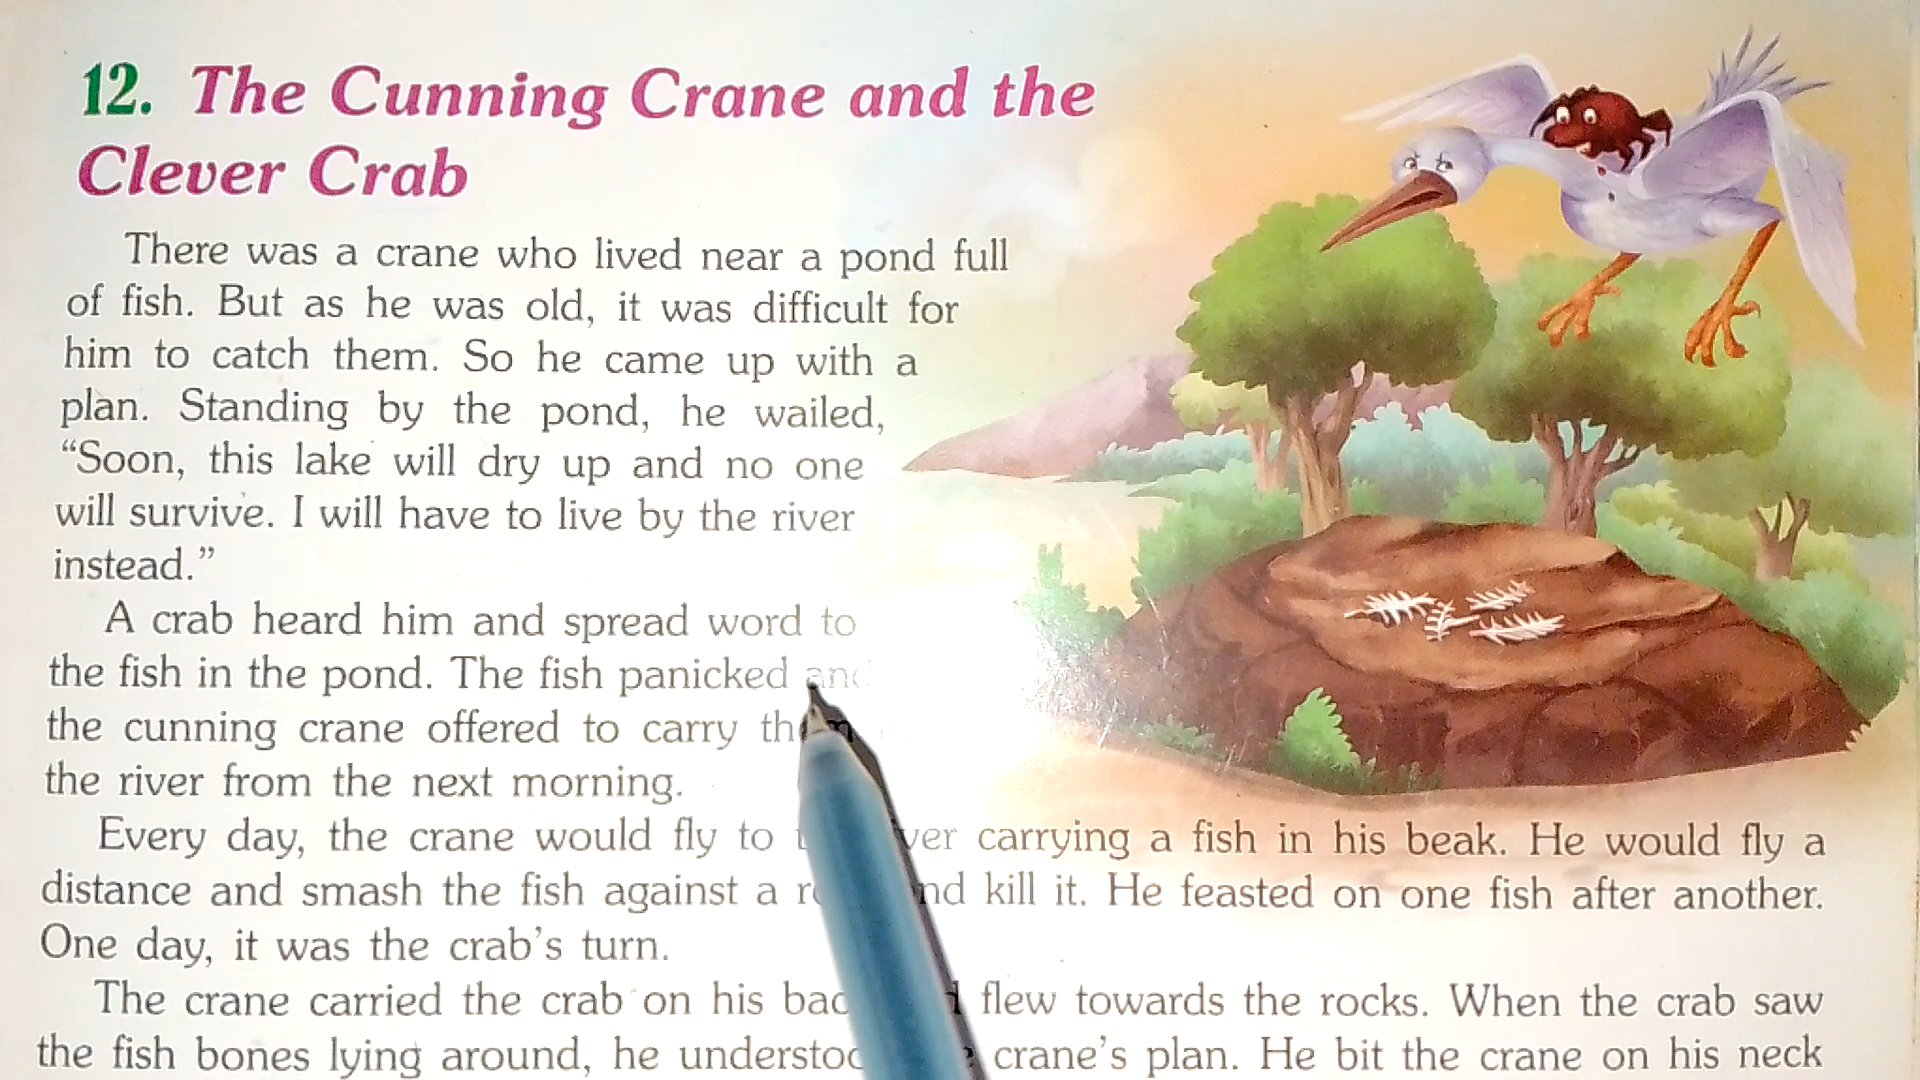 12. The Cunning Crane and the
Clever Crab
There was a crane who lived near a pond full
of fish. But as he was old, it was difficult for
him to catch them. So he came up with a
plan. Standing by the pond, he wailed,
“Soon, this lake will dry up and no one
will survive. I will have to live by the river
instead.”
A crab heard him and spread word to
the fish in the pond. The fish panicked and
the cunning crane offered to carry
the river from the next morning.
Every day, the crane would fly to carrying a fish in his beak. He would fly a
distance and smash the fish against a kill it. He feasted on one fish after another.
One day, it was the crab’s turn.
The crane carried the crab on his flew towards the rocks. When the crab saw
the fish bones lying around, he crane’s plan. He bit the crane on his neck